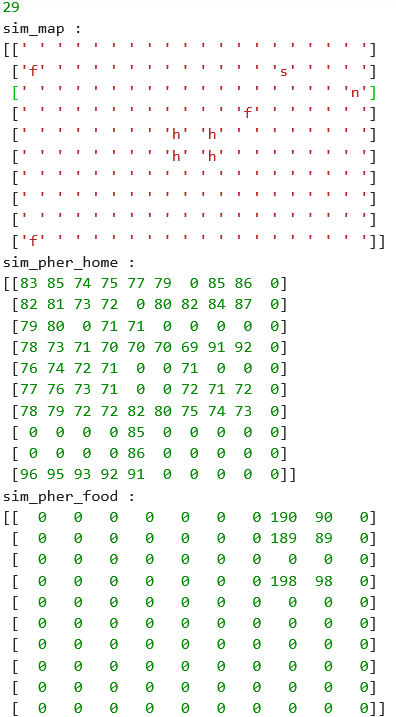 29
sim_map :
[[' ' ' ' ' ' ' ' ' ' ' ' ' ' ' ' ' ' ' ']
['f' ' ' ' ' ' ' ' ' ' ' ' ' 's' ' ' ' ']
[' ' ' ' ' ' ' ' ' ' ' ' ' ' ' ' ' ' 'n']
[' ' ' ' ' ' ' ' ' ' ' ' 'f' ' ' ' ' ' ']
[' ' ' ' ' ' ' ' 'h' 'h' ' ' ' ' ' ' ' ']
[' ' ' ' ' ' ' ' 'h' 'h' ' ' ' ' ' ' ' ']
[' ' ' ' ' ' ' ' ' ' ' ' ' ' ' ' ' ' ' ']
[' ' ' ' ' ' ' ' ' ' ' ' ' ' ' ' ' ' ' ']
[' ' ' ' ' ' ' ' ' ' ' ' ' ' ' ' ' ' ' ']
['f' ' ' ' ' ' ' ' ' ' ' ' ' ' ' ' ' ' ']]
sim_pher_home :
[[83 85 74 75 77 79  0 85 86  0]
[82 81 73 72  0 80 82 84 87  0]
[79 80  0 71 71  0  0  0  0  0]
[78 73 71 70 70 70 69 91 92  0]
[76 74 72 71  0  0 71  0  0  0]
[77 76 73 71  0  0 72 71 72  0]
[78 79 72 72 82 80 75 74 73  0]
[ 0  0  0  0 85  0  0  0  0  0]
[ 0  0  0  0 86  0  0  0  0  0]
[96 95 93 92 91  0  0  0  0  0]]
sim_pher_food :
[[  0   0   0   0   0   0   0 190  90   0]
[  0   0   0   0   0   0   0 189  89   0]
[  0   0   0   0   0   0   0   0   0   0]
[  0   0   0   0   0   0   0 198  98   0]
[  0   0   0   0   0   0   0   0   0   0]
[  0   0   0   0   0   0   0   0   0   0]
[  0   0   0   0   0   0   0   0   0   0]
[  0   0   0   0   0   0   0   0   0   0]
[  0   0   0   0   0   0   0   0   0   0]
[  0   0   0   0   0   0   0   0   0   0]]